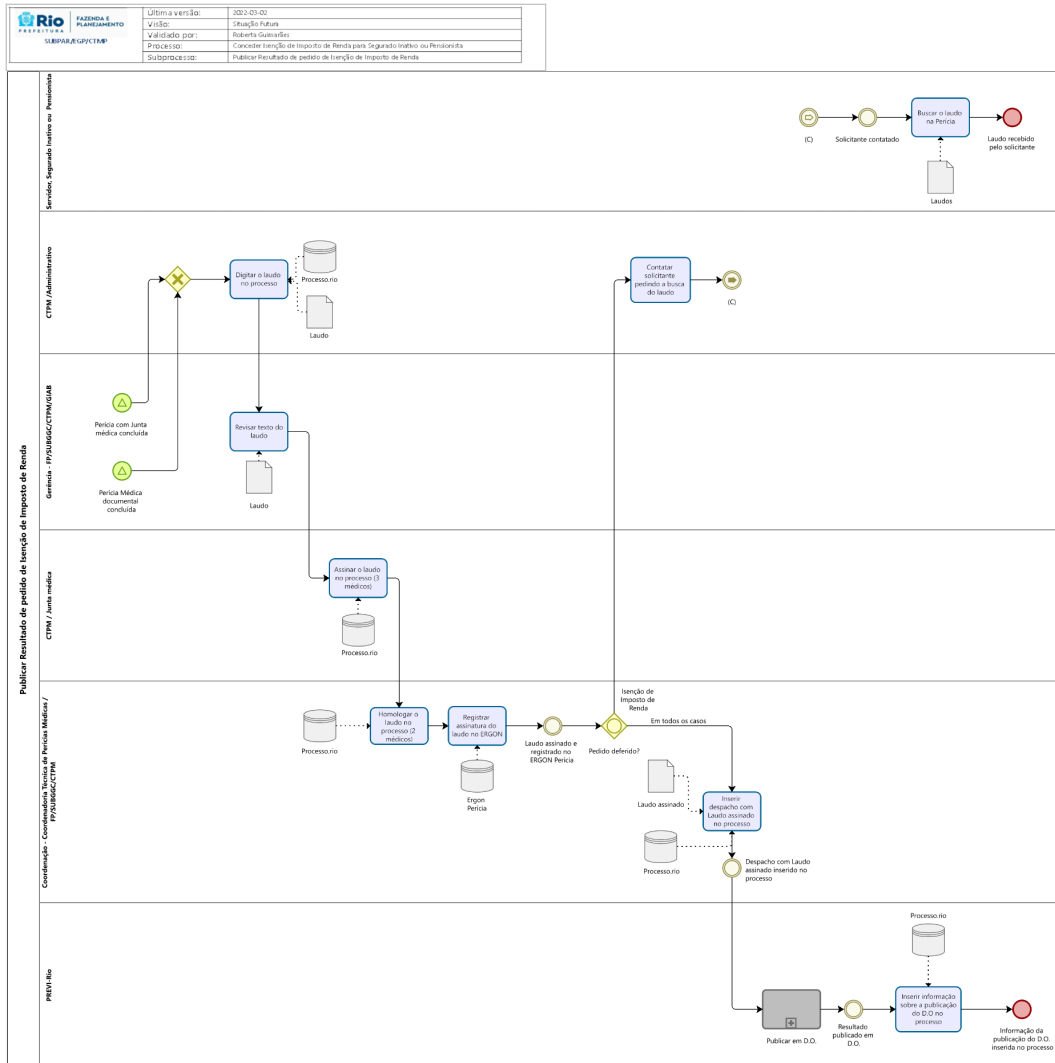 Rio
PREFEITURA
FAZENDA E
PLANEJAMENTO
SUBPAR/EGP/CTMP
Última versão: 2022-03-02
Visão: Situação Futura
Validado por: Roberta Guimarães
Processo: Conceder Isenção de Imposto de Renda para Segurado Inativo ou Pensionista
Subprocesso: Publicar Resultado de pedido de Isenção de Imposto de Renda
Publicar Resultado de pedido de Isenção de Imposto de Renda
Servidor, Segurado Inativo ou Pensionista
(C)
Solicitante contatado
Buscar o laudo
na Perícia
Laudo recebido
pelo solicitante
Laudos
CTPM /Administrativo
Digitar o laudo
no processo
Processo.rio
Laudo
Contatar
solicitante
pedindo a busca
do laudo
(C)
Gerência - FP/SUBGGC/CTPM/GIAB
Perícia com Junta
médica concluída
Perícia Médica
documental
concluída
Revisar texto do
laudo
Laudo
CTPM / Junta médica
Assinar o laudo
no processo (3
médicos)
Processo.rio
Coordenação - Coordenadoria Técnica de Perícias Médicas /
FP/SUBGGC/CTPM
Processo.rio
Homologar o
laudo no
processo (2
médicos)
Registrar
assinatura do
laudo no ERGON
Ergon
Perícia
Laudo assinado e
registrado no
ERGON Perícia
Isenção de
Imposto de
Renda
Pedido deferido?
Em todos os casos
Laudo assinado
Processo.rio
Inserir
despacho com
Laudo assinado
no processo
Despacho com Laudo
assinado inserido no
processo
PREVI-Rio
Publicar em D.O.
Resultado
publicado em
D.O.
Processo.rio
Inserir informação
sobre a publicação
do D.O no
processo
Informação da
publicação do D.O.
inserida no processo